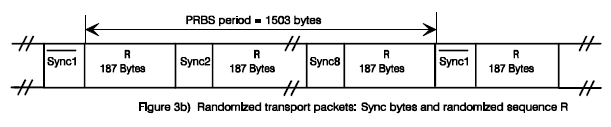 PRBS period = 1503 bytes
Sync1 R 187 Bytes Sync2 R 187 Bytes Sync8 R 187 Bytes Sync1 R 187 Bytes
Figure 3b) Randomized transport packets: Sync bytes and randomized sequence R